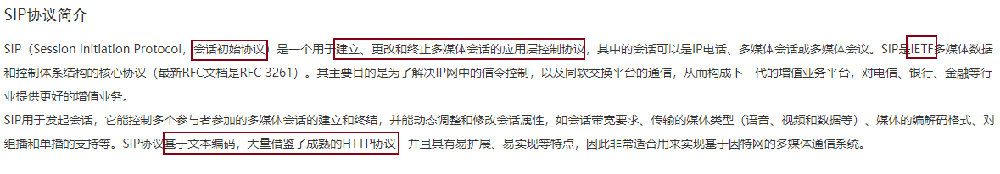 SIP协议简介
SIP（Session Initiation Protocol，会话初始协议）是一个用于建立、更改和终止多媒体会话的应用层控制协议，其中的会话可以是IP电话、多媒体会话或多媒体会议。SIP是IETF多媒体数据
和控制体系结构的核心协议（最新RFC文档是RFC 3261）。其主要目的是为了解决IP网中的信令控制，以及同软交换平台的通信，从而构成下一代的增值业务平台，对电信、银行、金融等行
业提供更好的增值业务。
SIP用于发起会话，它能控制多个参与者参加的多媒体会话的建立和终结，并能动态调整和修改会话属性，如会话带宽要求、传输的媒体类型（语音、视频和数据等）、媒体的编解码格式、对
组播和单播的支持等。SIP协议基于文本编码，大量借鉴了成熟的HTTP协议，并且具有易扩展、易实现等特点，因此非常适合用来实现基于因特网的多媒体通信系统。